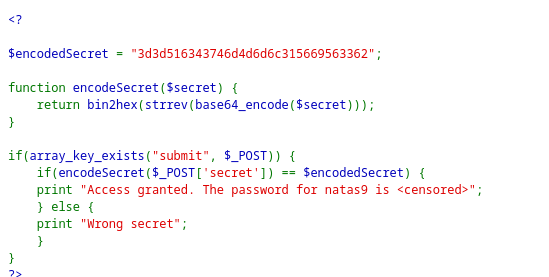 <?
$encodedSecret = "3d3d516343746d4d6d6c315669563362";
function encodeSecret($secret) {
    return bin2hex(strrev(base64_encode($secret)));
}
if(array_key_exists("submit", $_POST)) {
    if(encodeSecret($_POST['secret']) == $encodedSecret) {
    print "Access granted. The password for natas9 is <censored>";
    } else {
    print "Wrong secret";
    }
}
?>